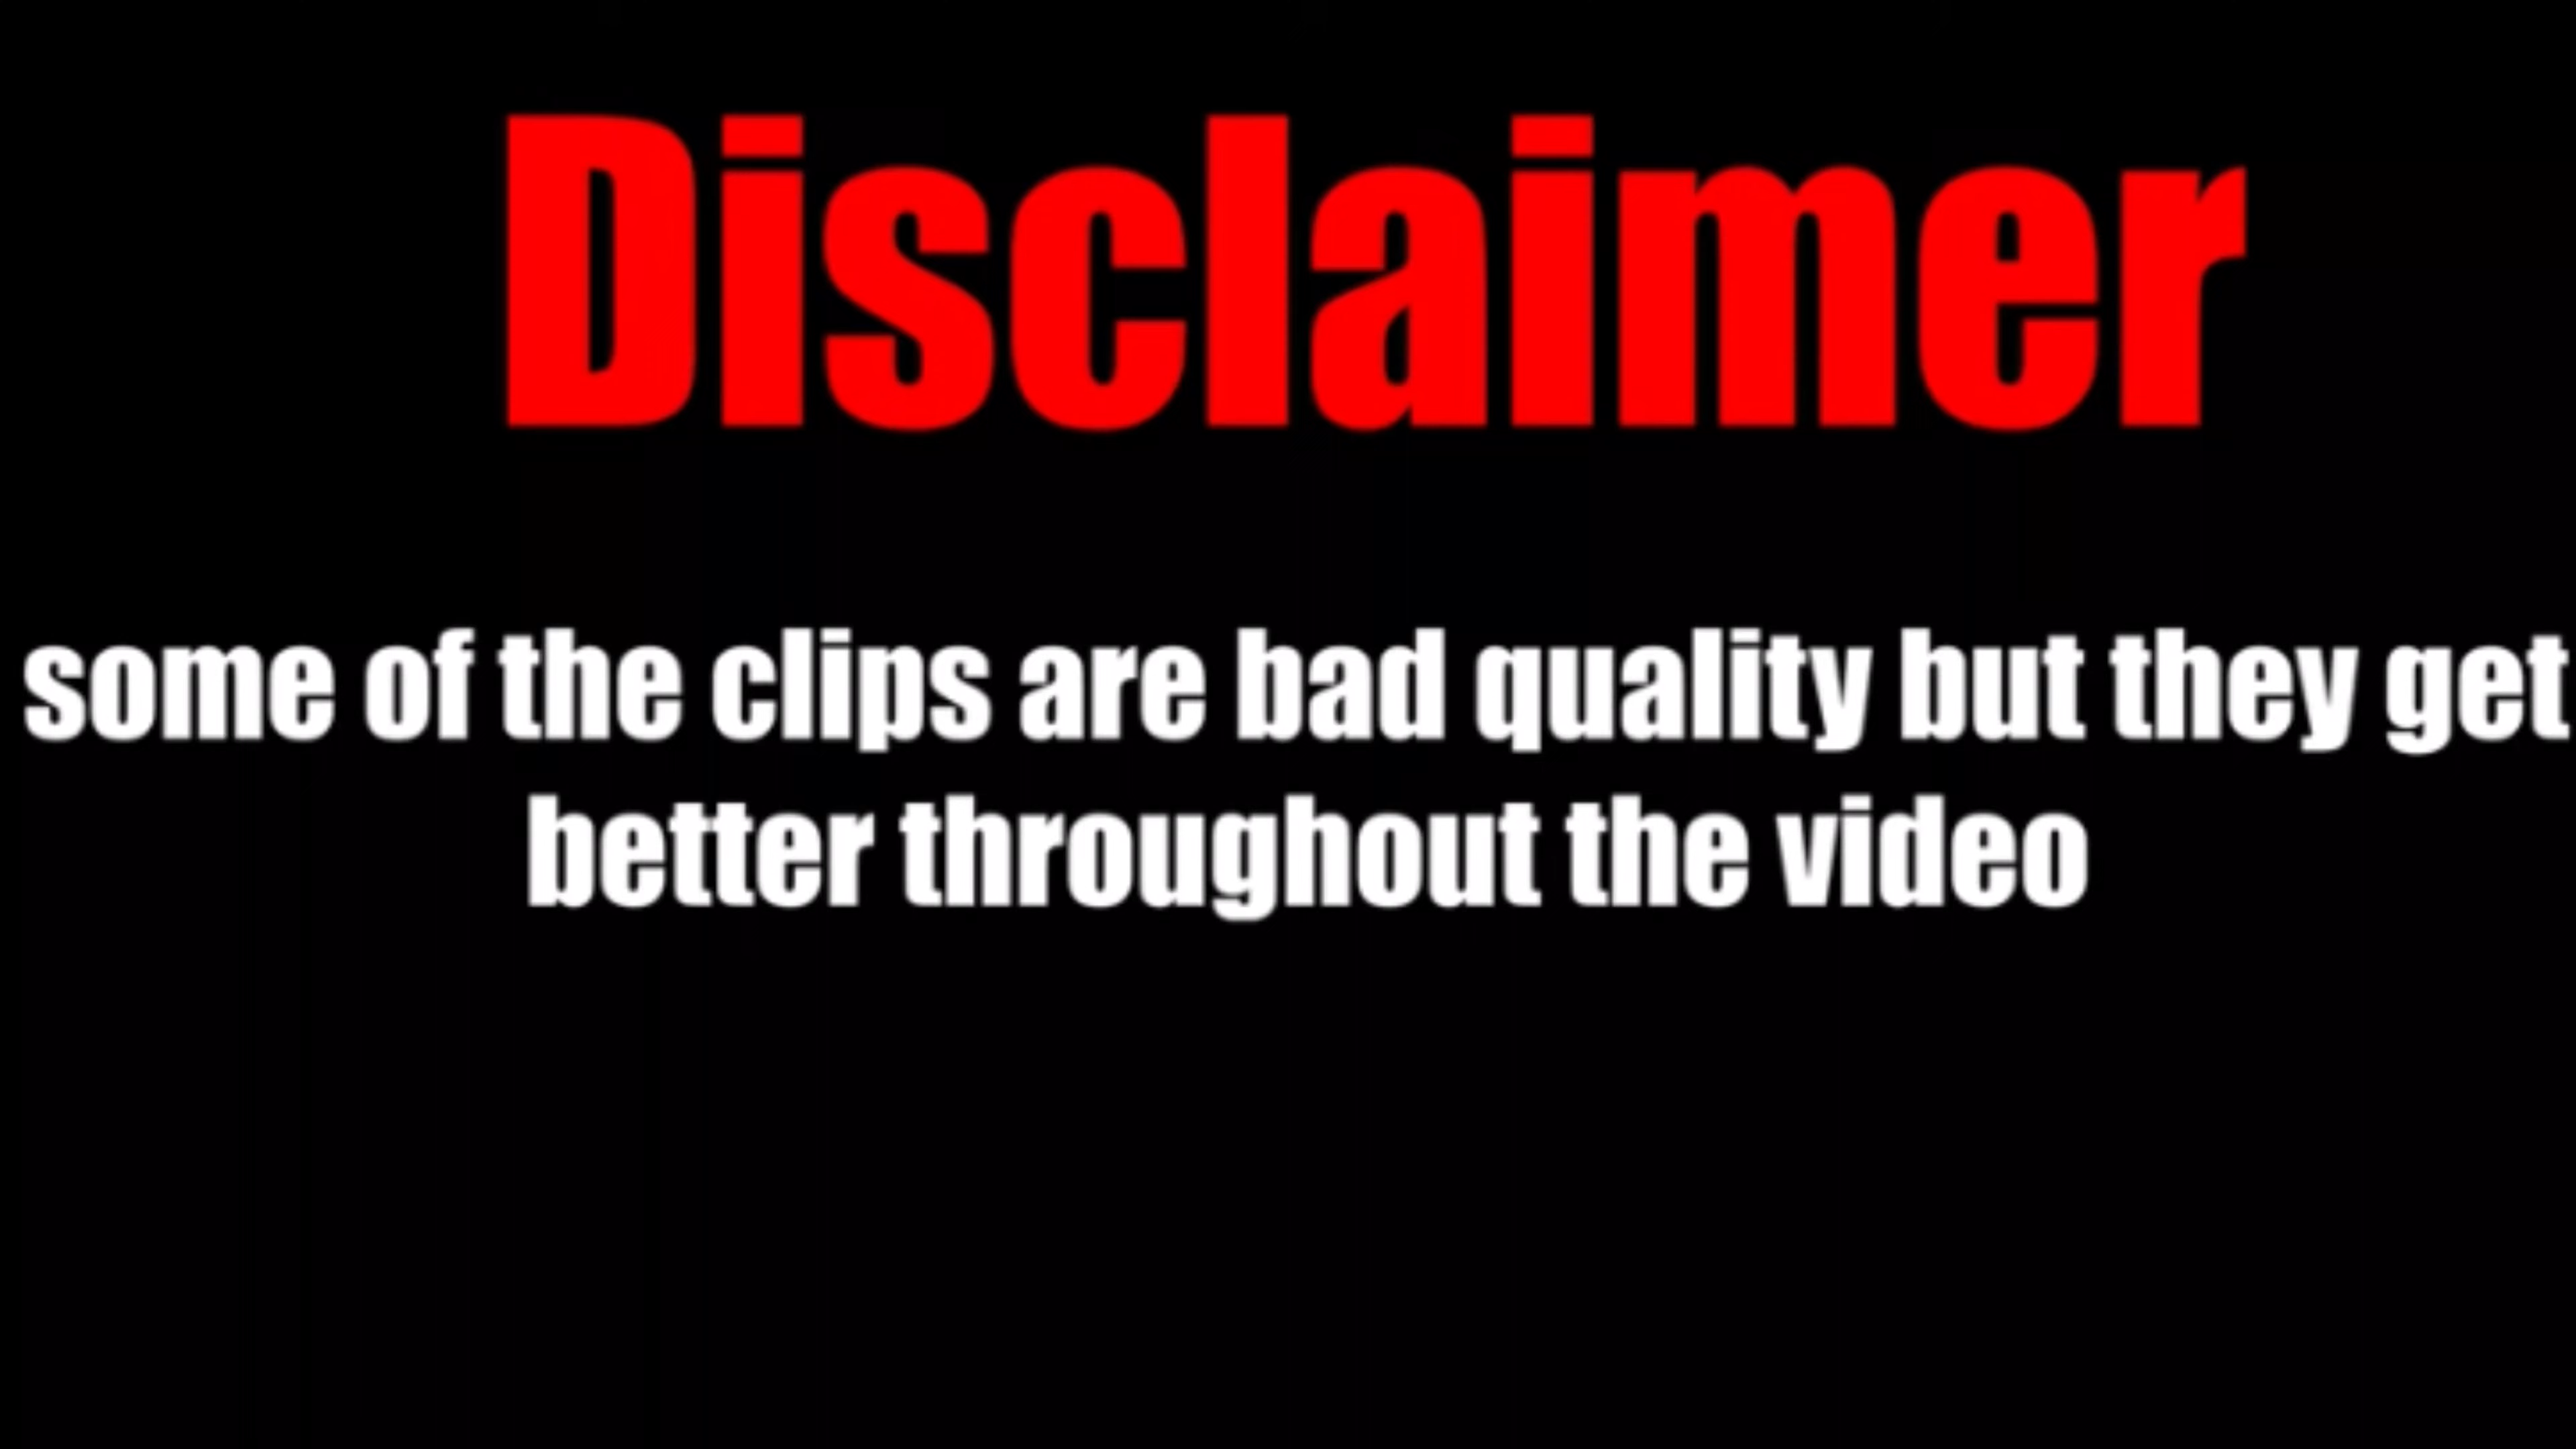 Disclaimer
some of the clips are bad quality but they get
better throughout the video